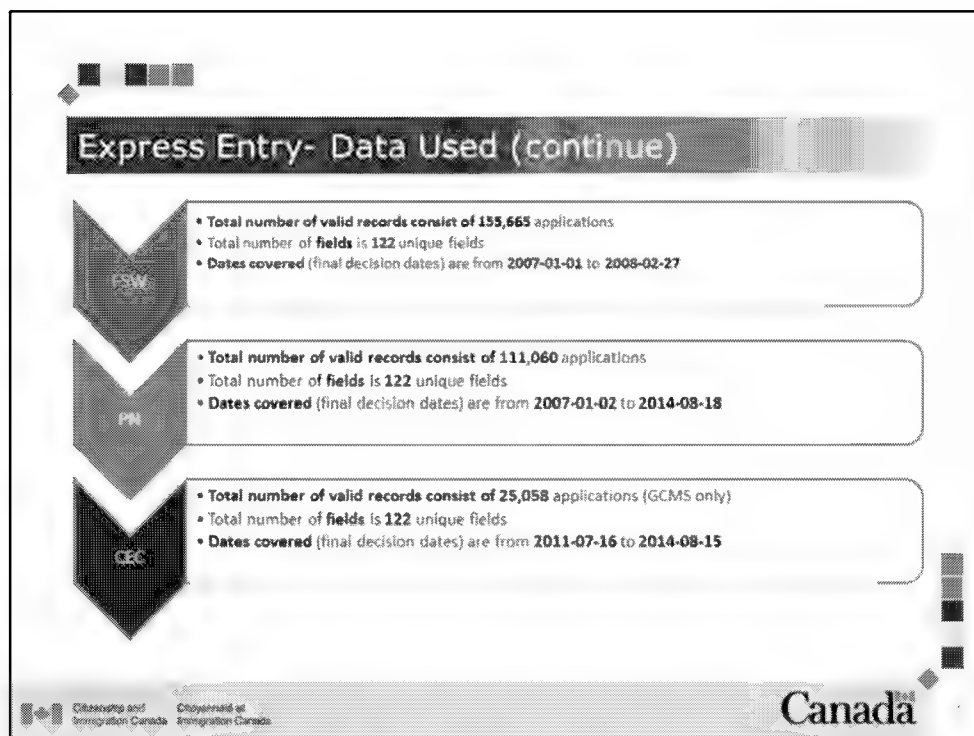 Express Entry- Data Used (continue)
FSW
• Total number of valid records consist of 155,665 applications
• Total number of fields is 122 unique fields
• Dates covered (final decision dates) are from 2007-01-01 to 2008-02-27
PN
• Total number of valid records consist of 111,060 applications
• Total number of fields is 122 unique fields
• Dates covered (final decision dates) are from 2007-01-02 to 2014-08-18
CEC
• Total number of valid records consist of 25,058 applications (GCMS only)
• Total number of fields is 122 unique fields
• Dates covered (final decision dates) are from 2011-07-16 to 2014-08-15
Citizenship and Immigration Canada
Citoyenneté et Immigration Canada
Canada